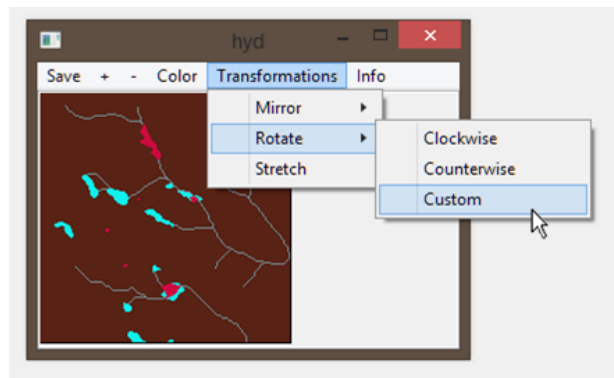 hyd
Save + - Color Transformations Info
Mirror
Rotate
Stretch
Clockwise
Counterwise
Custom